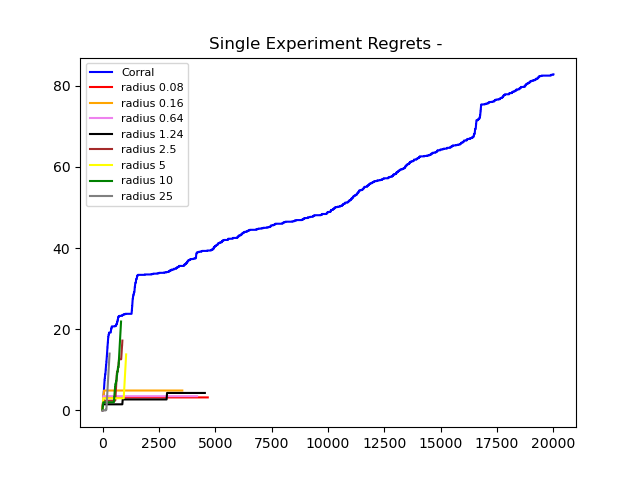 Single Experiment Regrets -
Corral
radius 0.08
radius 0.16
radius 0.64
radius 1.24
radius 2.5
radius 5
radius 10
radius 25
80
60
40
20
0
0 2500 5000 7500 10000 12500 15000 17500 20000